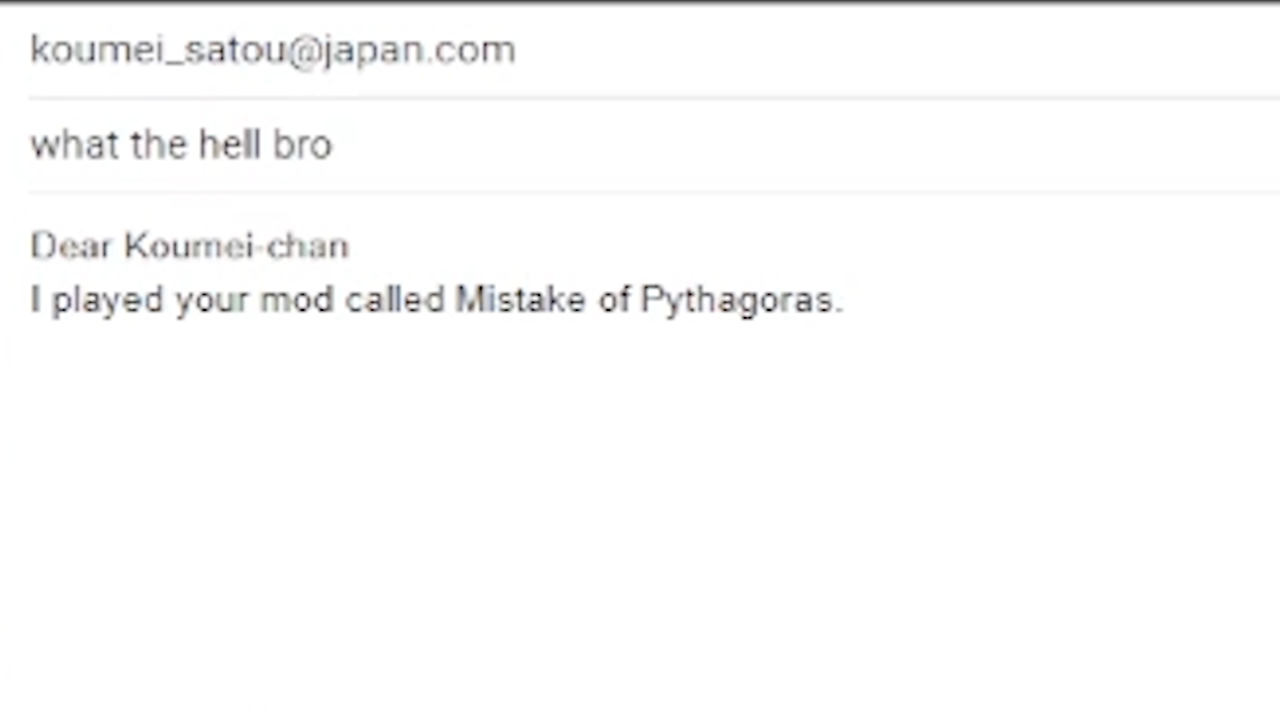 koumei_satou@japan.com
what the hell bro
Dear Koumei-chan
I played your mod called Mistake of Pythagoras.